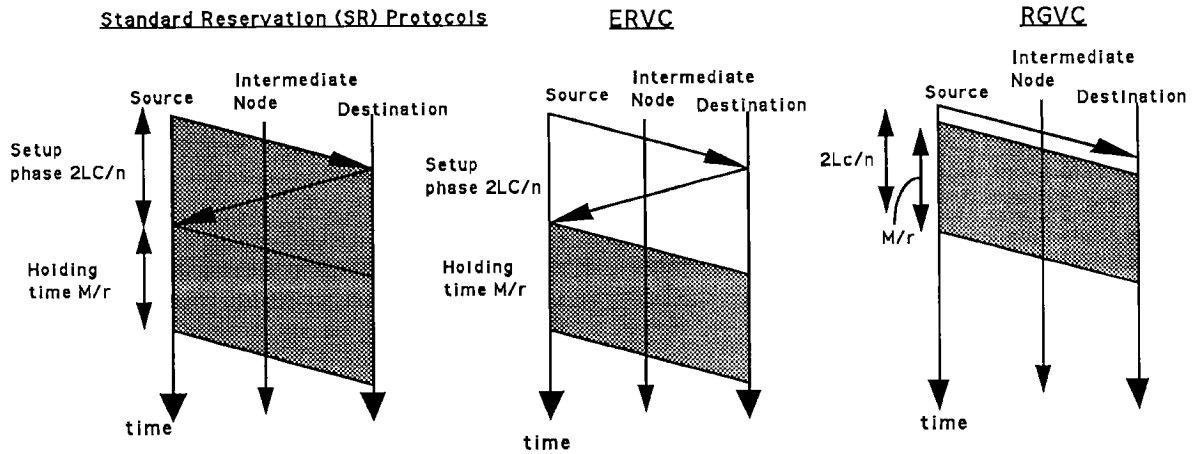 Standard Reservation (SR) Protocols
Source
Intermediate
Node
Destination
Setup
phase 2LC/n
Holding
time M/r
time
ERVC
Source
Intermediate
Node
Destination
Setup
phase 2LC/n
Holding
time M/r
time
RGVC
Source
Intermediate
Node
Destination
2Lc/n
M/r
time